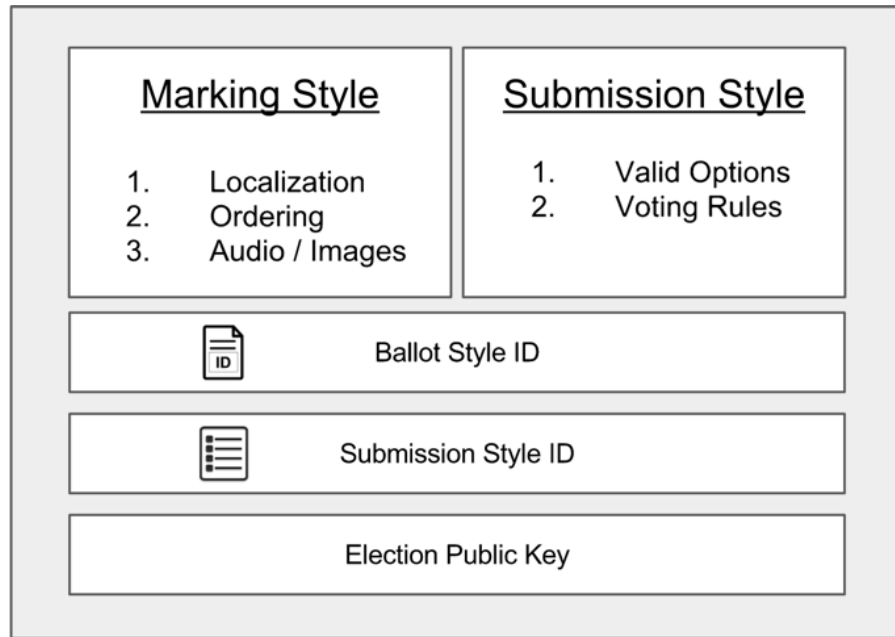 Marking Style
1. Localization
2. Ordering
3. Audio / Images
Submission Style
1. Valid Options
2. Voting Rules
ID
Ballot Style ID
Submission Style ID
Election Public Key